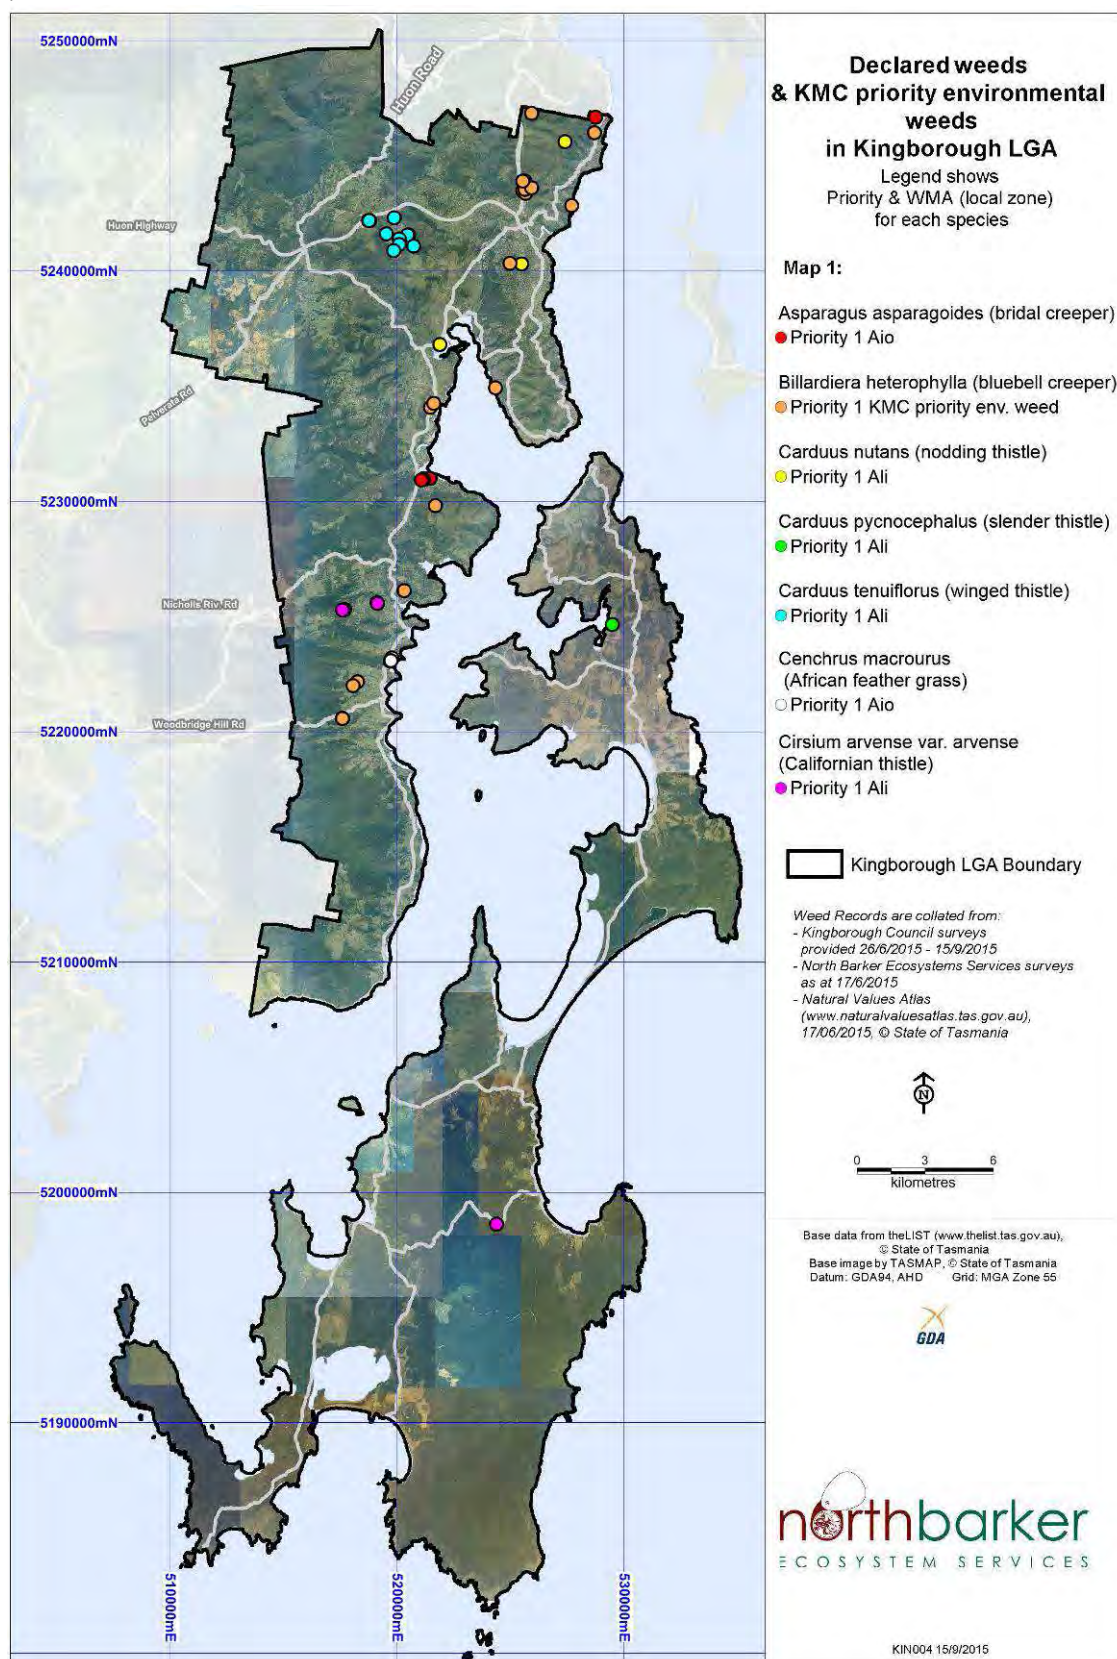 Declared weeds
& KMC priority environmental
weeds
in Kingborough LGA
Legend shows
Priority & WMA (local zone)
for each species
Map 1:
Asparagus asparagoides (bridal creeper)
Priority 1 Aio
Billardiera heterophylla (bluebell creeper)
Priority 1 KMC priority env. weed
Carduus nutans (nodding thistle)
Priority 1 Ali
Carduus pycnocephalus (slender thistle)
Priority 1 Ali
Carduus tenuiflorus (winged thistle)
Priority 1 Ali
Cenchrus macrourus
(African feather grass)
Priority 1 Aio
Cirsium arvense var. arvense
(Californian thistle)
Priority 1 Ali
Kingborough LGA Boundary
Weed Records are collated from:
- Kingborough Council surveys
provided 26/6/2015 - 15/9/2015
- North Barker Ecosystems Services surveys
as at 17/6/2015
- Natural Values Atlas
(www.naturalvaluesatlas.tas.gov.au),
17/06/2015, © State of Tasmania
N
0 3 6
kilometres
Base data from theLIST (www.thelist.tas.gov.au),
© State of Tasmania
Base image by TASMAP, © State of Tasmania
Datum: GDA94, AHD Grid: MGA Zone 55
GDA
northbarker
ECOSYSTEM SERVICES
KIN004 15/9/2015
5250000mN
5240000mN
5230000mN
5220000mN
5210000mN
5200000mN
5190000mN
510000mE
520000mE
530000mE
Huon Road
Huon Highway
Pelverata Rd
Nicholls Riv. Rd
Woodbridge Hill Rd